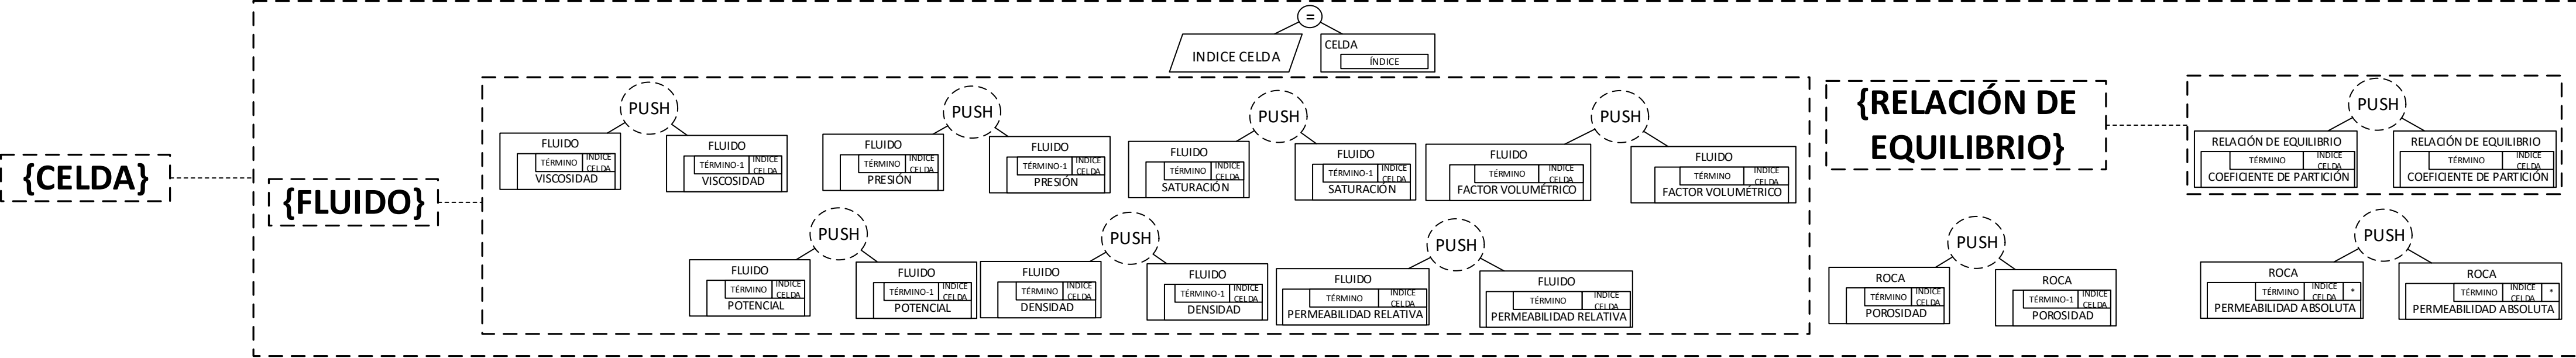 =
INDICE CELDA
CELDA
ÍNDICE
{CELDA}
{FLUIDO}
PUSH
FLUIDO
TÉRMINO
INDICE
CELDA
VISCOSIDAD
FLUIDO
TÉRMINO-1
INDICE
CELDA
VISCOSIDAD
PUSH
FLUIDO
TÉRMINO
INDICE
CELDA
PRESIÓN
FLUIDO
TÉRMINO-1
INDICE
CELDA
PRESIÓN
PUSH
FLUIDO
TÉRMINO
INDICE
CELDA
SATURACIÓN
FLUIDO
TÉRMINO-1
INDICE
CELDA
SATURACIÓN
PUSH
FLUIDO
TÉRMINO
INDICE
CELDA
FACTOR VOLUMÉTRICO
FLUIDO
TÉRMINO
INDICE
CELDA
FACTOR VOLUMÉTRICO
PUSH
FLUIDO
TÉRMINO
INDICE
CELDA
POTENCIAL
FLUIDO
TÉRMINO-1
INDICE
CELDA
POTENCIAL
PUSH
FLUIDO
TÉRMINO
INDICE
CELDA
DENSIDAD
FLUIDO
TÉRMINO-1
INDICE
CELDA
DENSIDAD
PUSH
FLUIDO
TÉRMINO
INDICE
CELDA
PERMEABILIDAD RELATIVA
FLUIDO
TÉRMINO
INDICE
CELDA
PERMEABILIDAD RELATIVA
{RELACIÓN DE
EQUILIBRIO}
PUSH
RELACIÓN DE EQUILIBRIO
TÉRMINO
INDICE
CELDA
COEFICIENTE DE PARTICIÓN
RELACIÓN DE EQUILIBRIO
TÉRMINO
INDICE
CELDA
COEFICIENTE DE PARTICIÓN
PUSH
ROCA
TÉRMINO
INDICE
CELDA
POROSIDAD
ROCA
TÉRMINO-1
INDICE
CELDA
POROSIDAD
PUSH
ROCA
TÉRMINO
INDICE
CELDA
*
PERMEABILIDAD ABSOLUTA
ROCA
TÉRMINO
INDICE
CELDA
*
PERMEABILIDAD ABSOLUTA